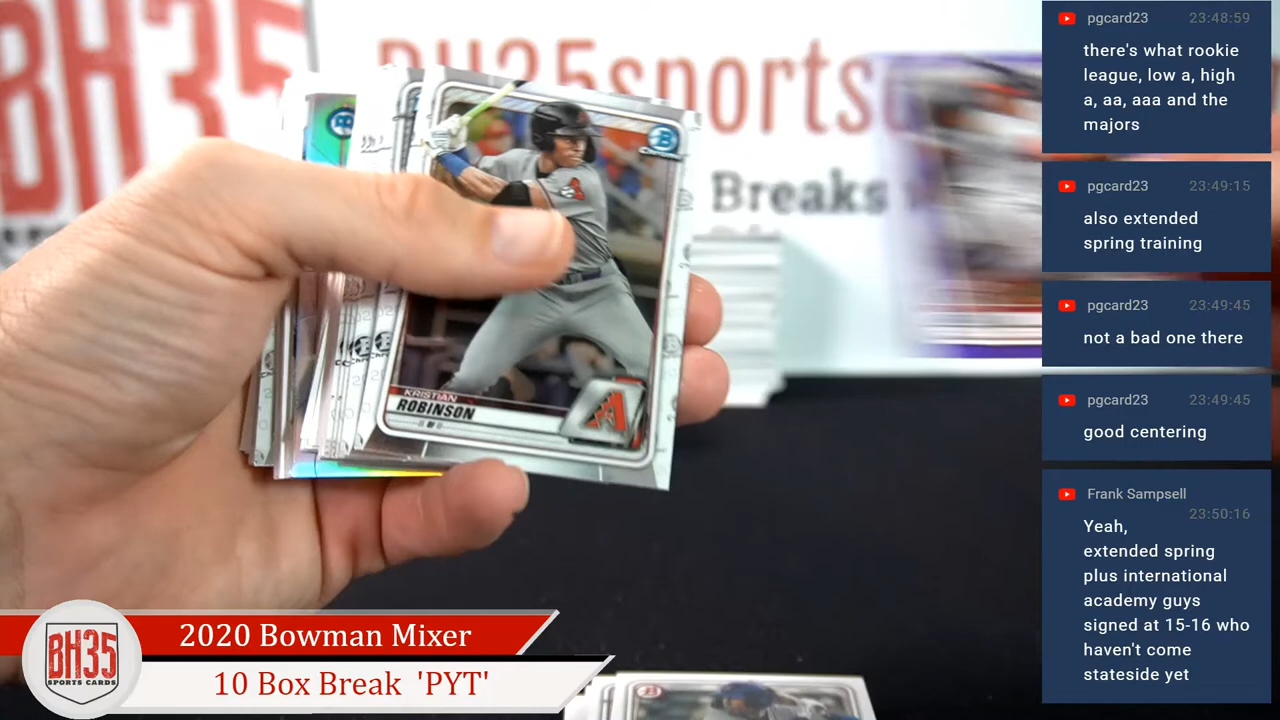 BH35
BH35sports
Breaks
Chrome
KRISTIAN
ROBINSON
A
2020 Bowman Mixer
10 Box Break 'PYT'
BH35
SPORTS CARDS
pgcard23 23:48:59
there's what rookie
league, low a, high
a, aa, aaa and the
majors
pgcard23 23:49:15
also extended
spring training
pgcard23 23:49:45
not a bad one there
pgcard23 23:49:45
good centering
Frank Sampsell
23:50:16
Yeah,
extended spring
plus international
academy guys
signed at 15-16 who
haven't come
stateside yet